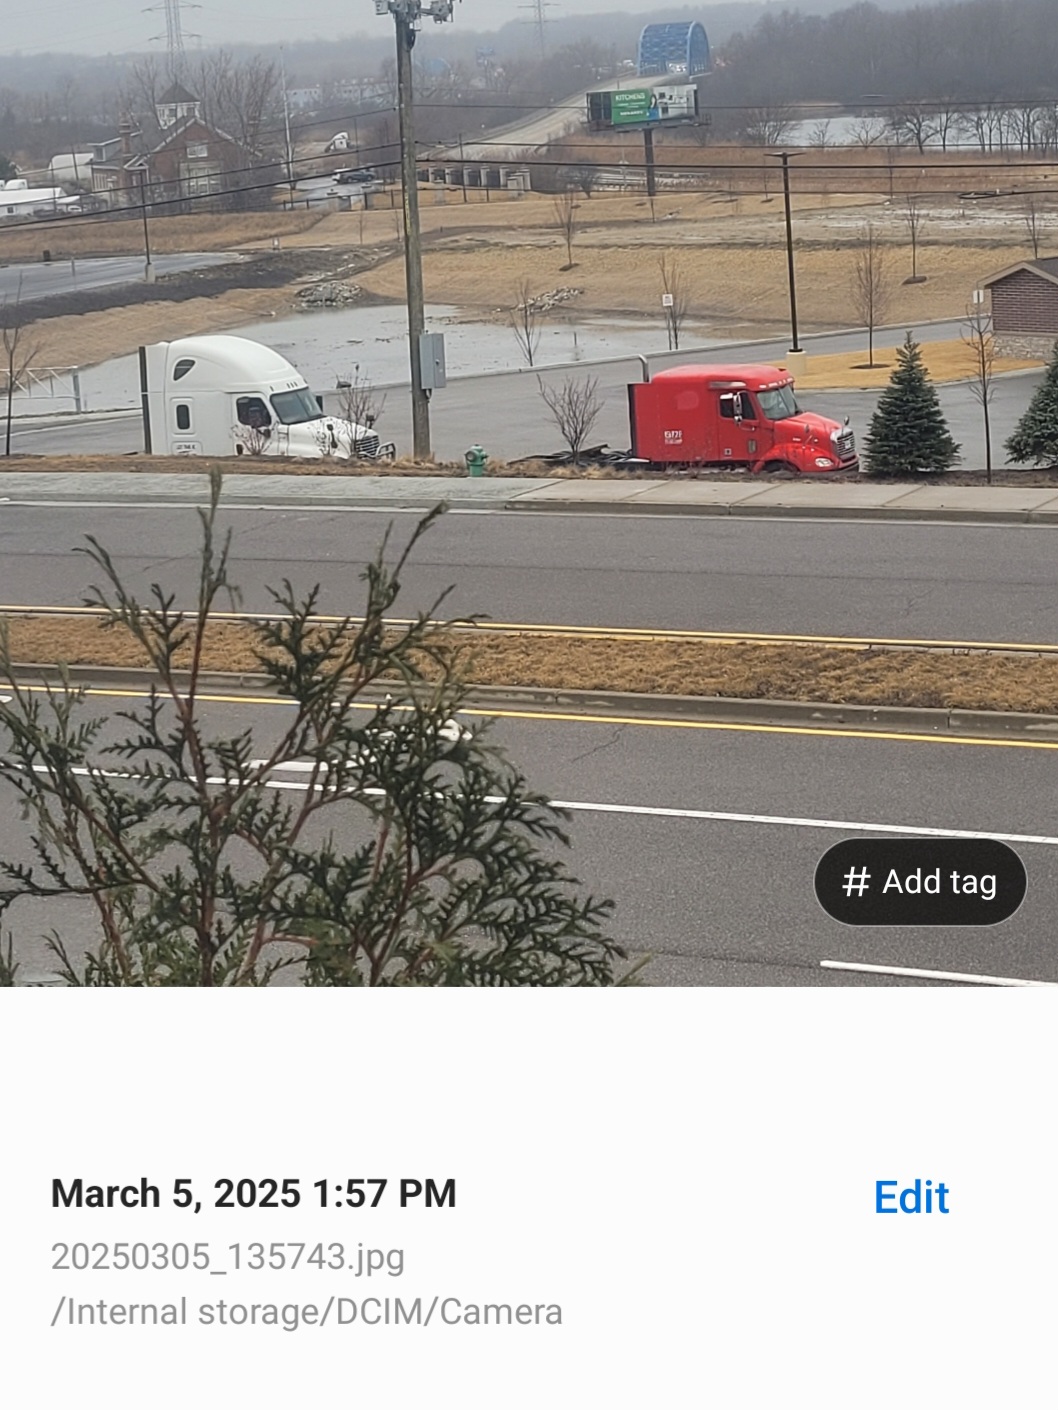 KITCHENS
# Add tag
March 5, 2025 1:57 PM
Edit
20250305_135743.jpg
/Internal storage/DCIM/Camera